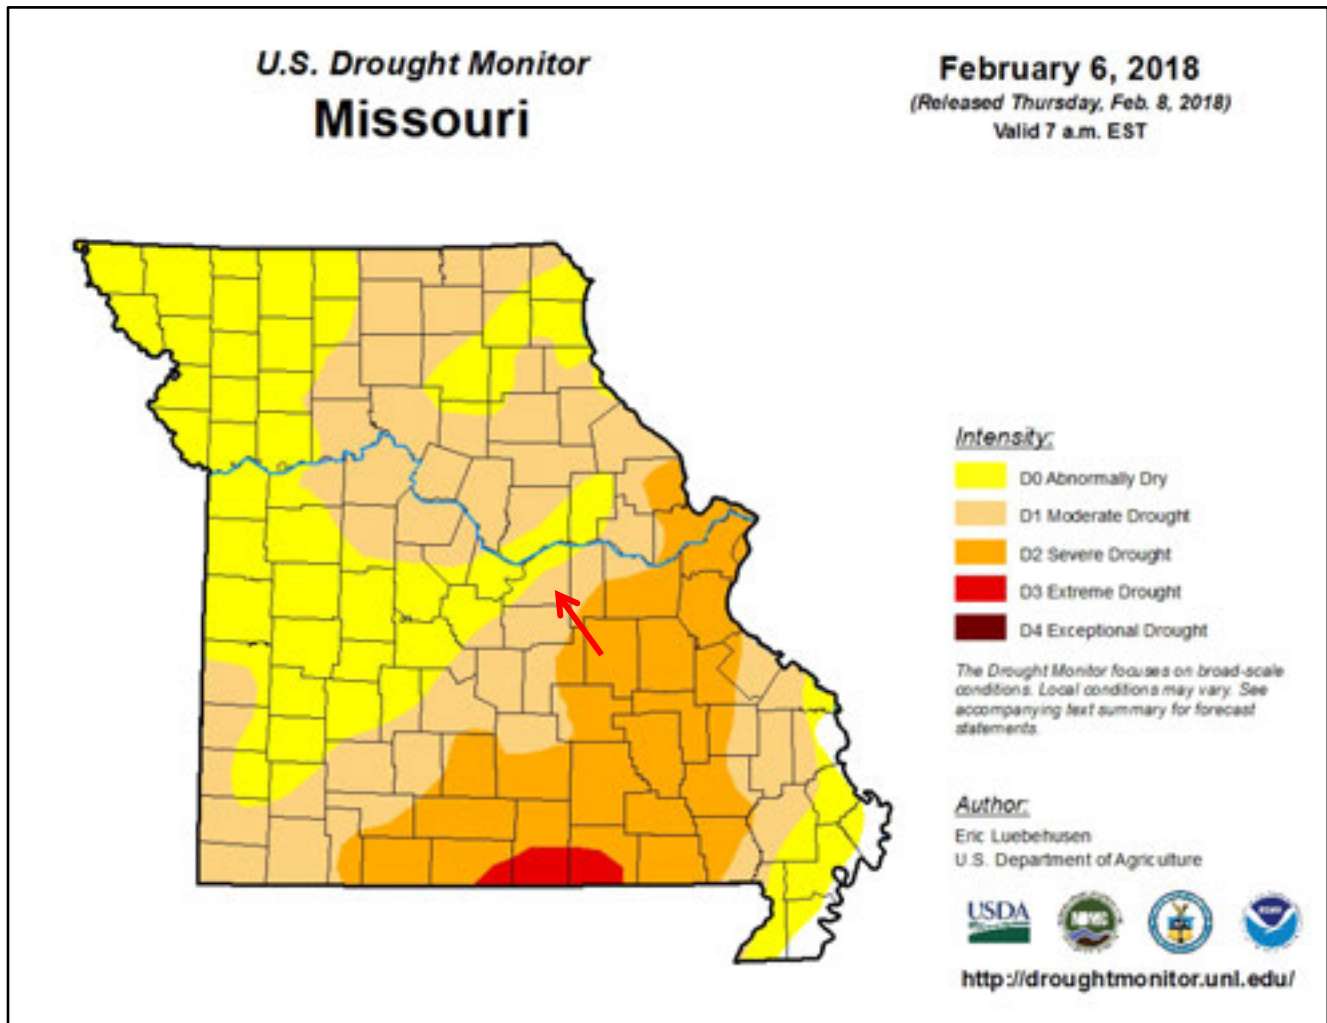 U.S. Drought Monitor
Missouri
February 6, 2018
(Released Thursday, Feb. 8, 2018)
Valid 7 a.m. EST
Intensity:
D0 Abnormally Dry
D1 Moderate Drought
D2 Severe Drought
D3 Extreme Drought
D4 Exceptional Drought
The Drought Monitor focuses on broad-scale
conditions. Local conditions may vary. See
accompanying text summary for forecast
statements.
Author:
Eric Luebehusen
U.S. Department of Agriculture
USDA
http://droughtmonitor.unl.edu/